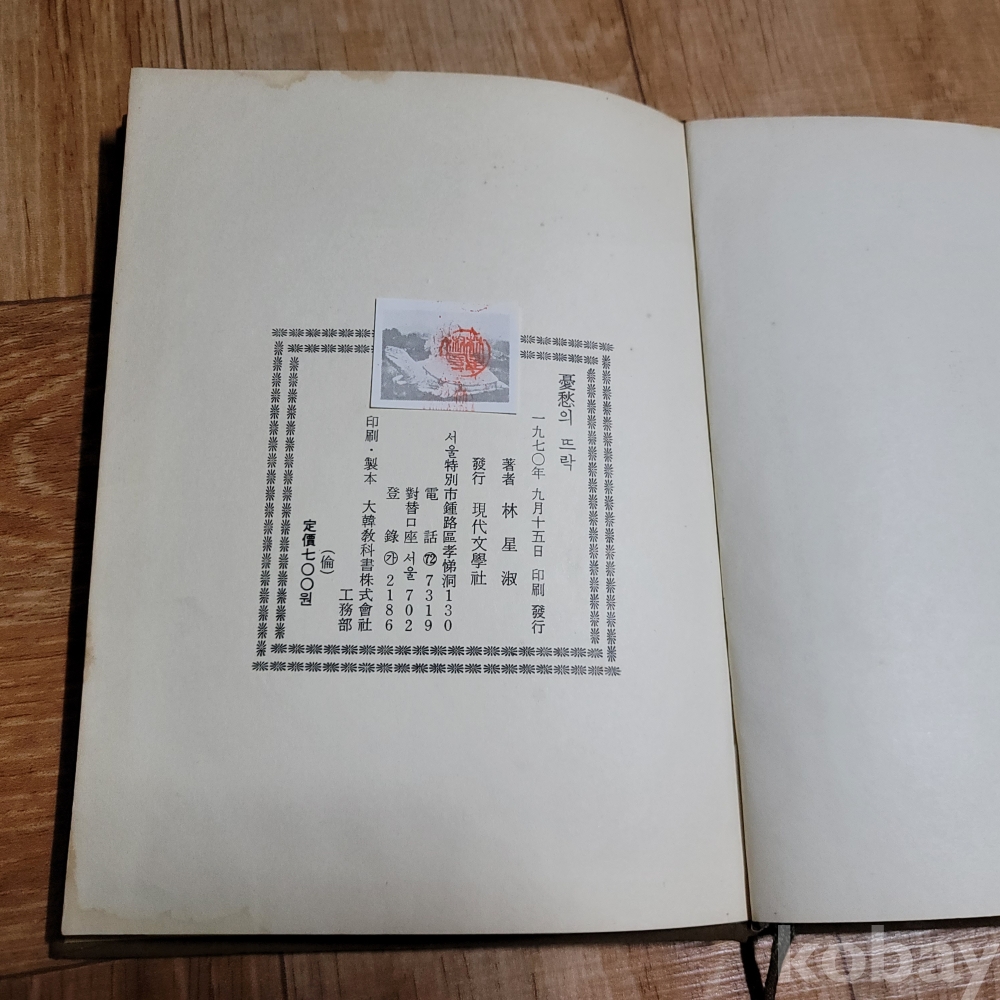 憂愁의 뜨락
一九七〇年 九月十五日 印刷 發行
著者 林星淑
發行 現代文學社
서울特別市鍾路區孝悌洞130
電話 ㊆ 7319
對替口座서울 702
登錄 ㉮ 2186
印刷・製本 大韓敎科書株式會社
工務部
(倫)
定價七〇〇원
kobay